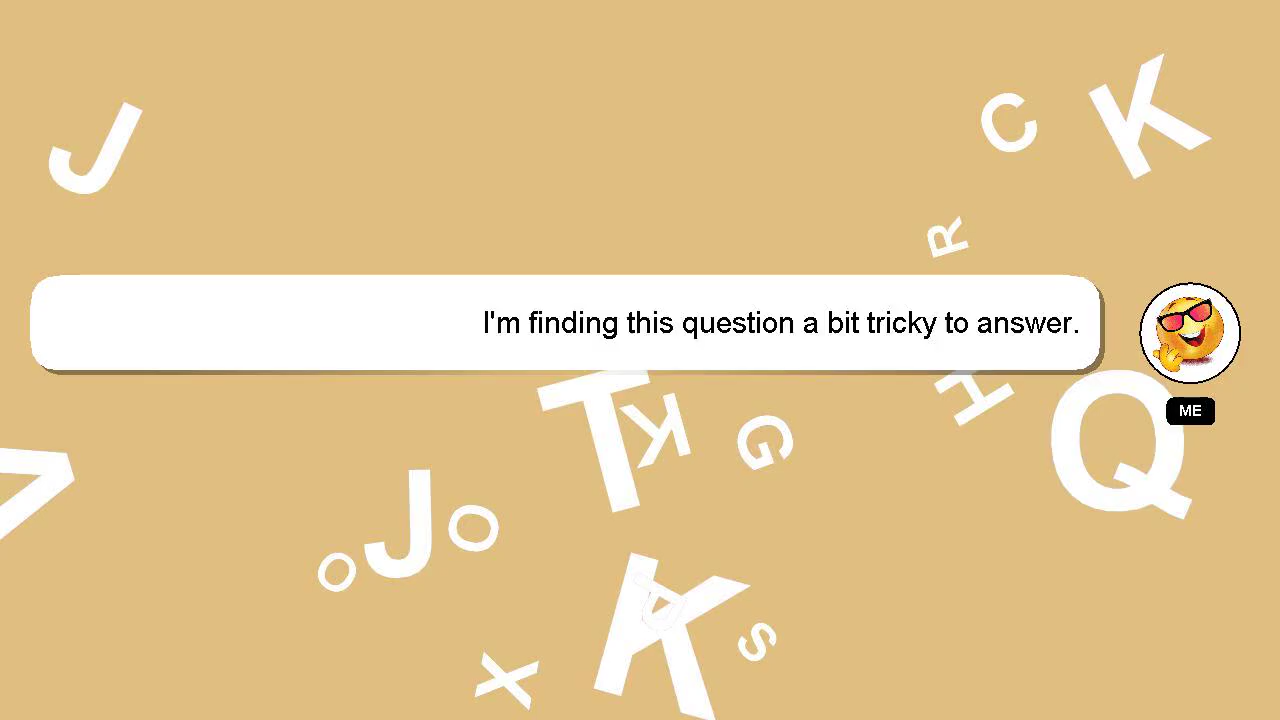 J
C
K
R
I'm finding this question a bit tricky to answer.
ME
H
Q
T
K
G
J
O
O
K
S
X